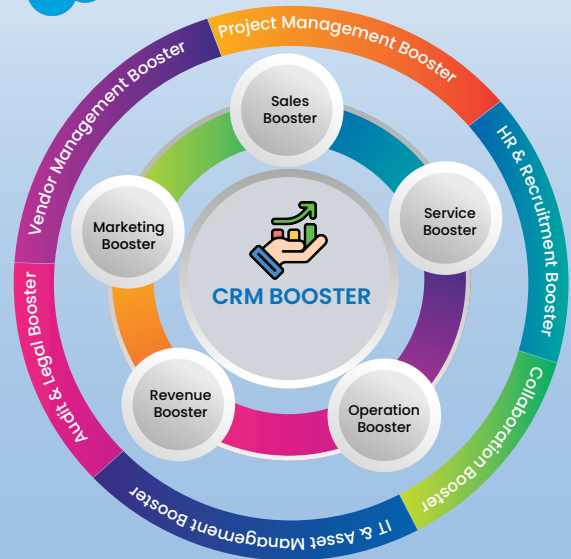 Project Management Booster
HR & Recruitment Booster
Collaboration Booster
IT & Asset Management Booster
Audit & Legal Booster
Vendor Management Booster
Sales
Booster
Service
Booster
Operation
Booster
Revenue
Booster
Marketing
Booster
CRM BOOSTER